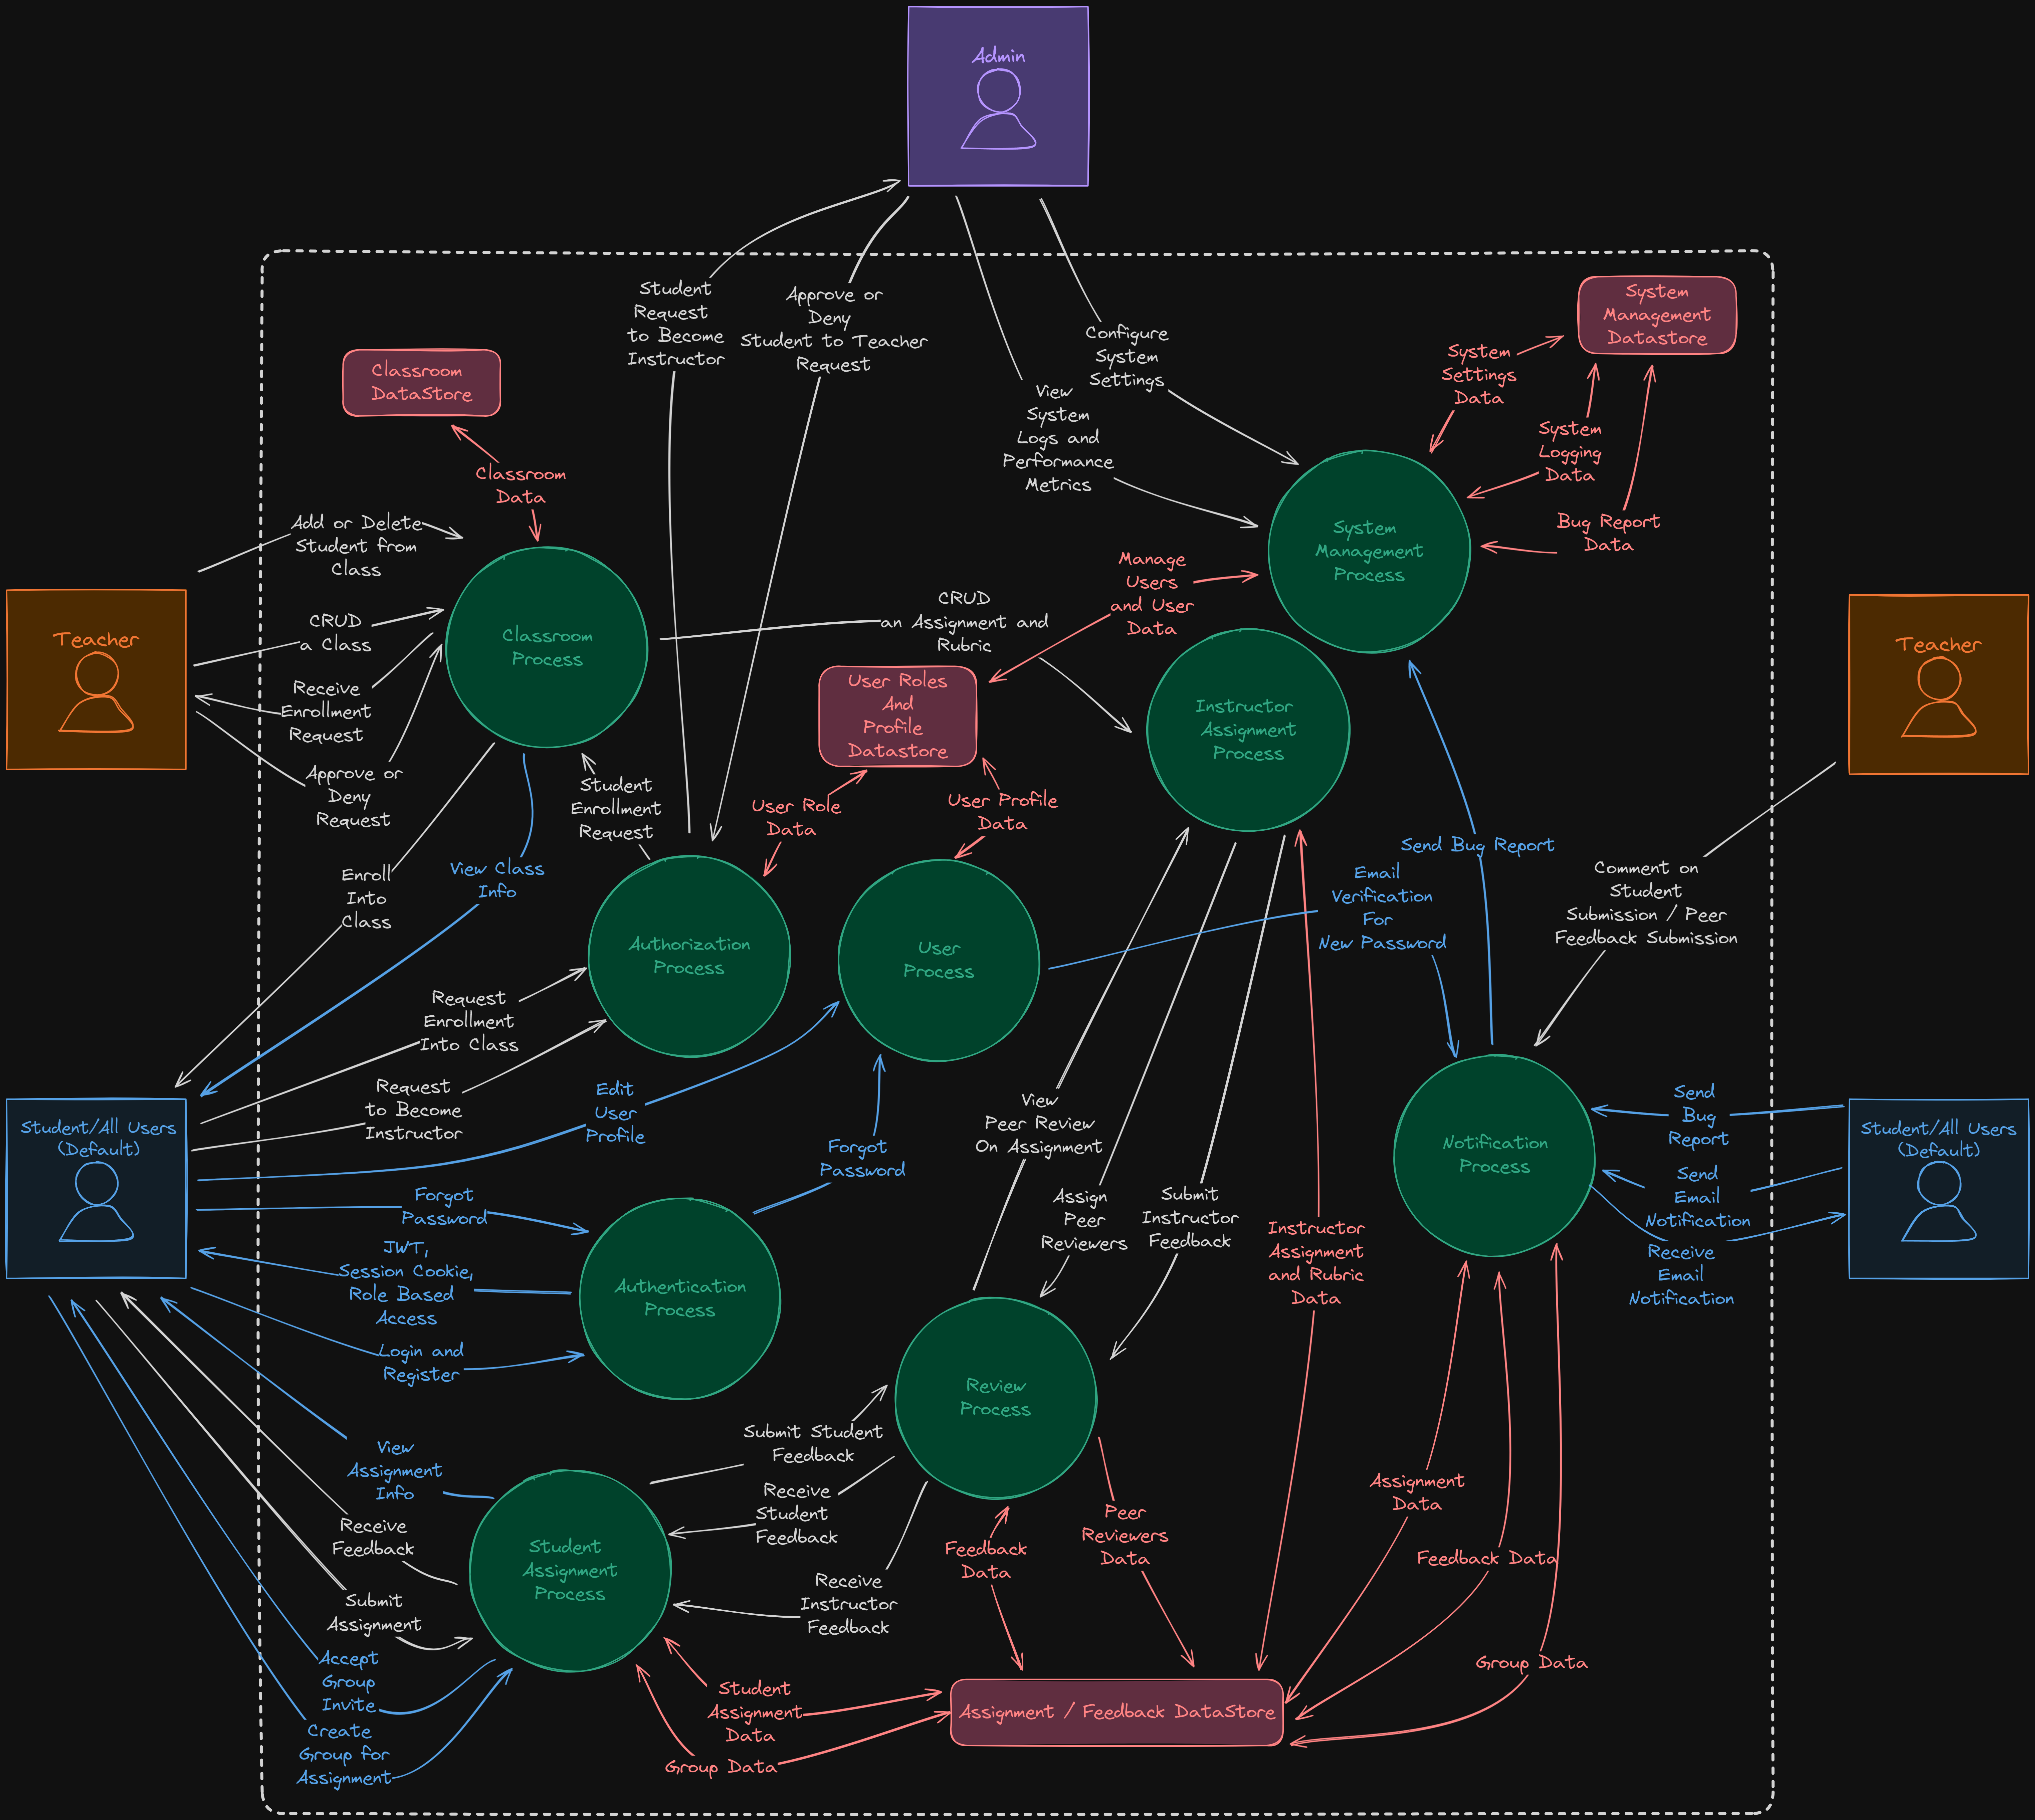 Admin
Student
Request
to Become
Instructor
Approve or
Deny
Student to Teacher
Request
Configure
System
Settings
View
System
Logs and
Performance
Metrics
System
Management
Datastore
System
Settings
Data
System
Logging
Data
Bug Report
Data
Classroom
DataStore
Classroom
Data
Add or Delete
Student from
Class
CRUD
a Class
Receive
Enrollment
Request
Approve or
Deny
Request
Teacher
Classroom
Process
CRUD
an Assignment and
Rubric
Manage
Users
and User
Data
System
Management
Process
User Roles
And
Profile
Datastore
Instructor
Assignment
Process
Teacher
Student
Enrollment
Request
User Role
Data
User Profile
Data
Enroll
Into
Class
View Class
Info
Send Bug Report
Email
Verification
For
New Password
Comment on
Student
Submission / Peer
Feedback Submission
Authorization
Process
User
Process
Request
Enrollment
Into Class
Request
to Become
Instructor
Edit
User
Profile
Student/All Users
(Default)
Forgot
Password
Forgot
Password
JWT,
Session Cookie,
Role Based
Access
Login and
Register
Authentication
Process
View
Peer Review
On Assignment
Assign
Peer
Reviewers
Submit
Instructor
Feedback
Instructor
Assignment
and Rubric
Data
Notification
Process
Send
Bug
Report
Send
Email
Notification
Receive
Email
Notification
Student/All Users
(Default)
Review
Process
Submit Student
Feedback
Receive
Student
Feedback
Receive
Instructor
Feedback
Feedback
Data
Peer
Reviewers
Data
Assignment
Data
Feedback Data
Group Data
View
Assignment
Info
Receive
Feedback
Submit
Assignment
Accept
Group
Invite
Create
Group for
Assignment
Student
Assignment
Process
Student
Assignment
Data
Group Data
Assignment / Feedback DataStore